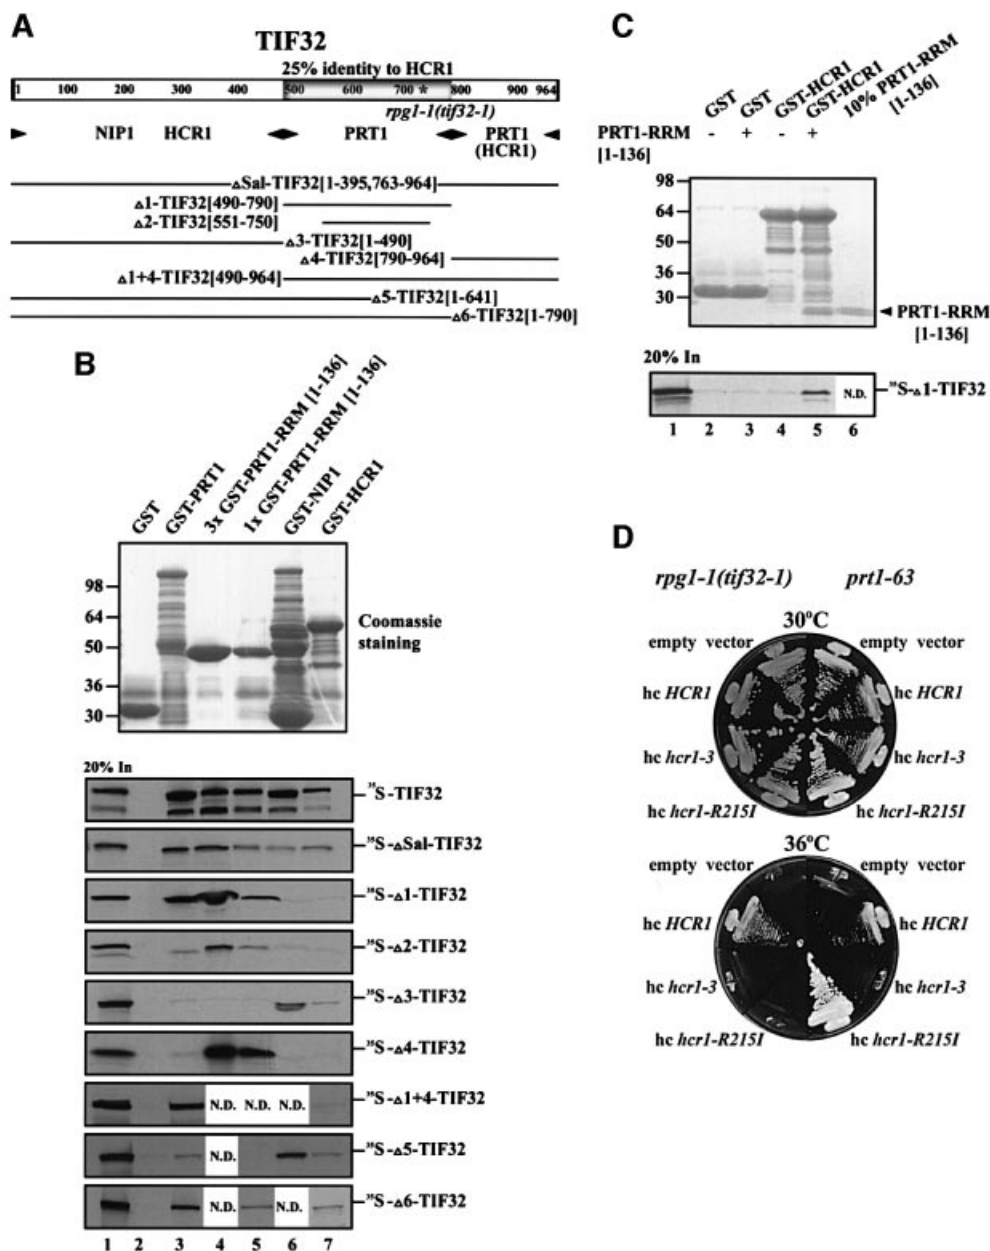 A
TIF32
25% identity to HCR1
1 100 200 300 400 500 600 700 * 800 900 964
rpg1-1(tif32-1)
NIP1 HCR1 PRT1 PRT1
(HCR1)
ΔSal-TIF32[1-395,763-964]
Δ1-TIF32[490-790]
Δ2-TIF32[551-750]
Δ3-TIF32[1-490]
Δ4-TIF32[790-964]
Δ1+4-TIF32[490-964]
Δ5-TIF32[1-641]
Δ6-TIF32[1-790]
B
GST
GST-PRT1
3x GST-PRT1-RRM [1-136]
1x GST-PRT1-RRM [1-136]
GST-NIP1
GST-HCR1
98
64
50
36
30
Coomassie
staining
20% In
³⁵S-TIF32
³⁵S-ΔSal-TIF32
³⁵S-Δ1-TIF32
³⁵S-Δ2-TIF32
³⁵S-Δ3-TIF32
³⁵S-Δ4-TIF32
N.D. N.D. N.D. ³⁵S-Δ1+4-TIF32
N.D. ³⁵S-Δ5-TIF32
N.D. N.D. ³⁵S-Δ6-TIF32
1 2 3 4 5 6 7
C
GST
GST
GST-HCR1
GST-HCR1
10% PRT1-RRM
[1-136]
PRT1-RRM - + - +
[1-136]
98
64
50
36
30
PRT1-RRM
[1-136]
20% In
N.D. ³⁵S-Δ1-TIF32
1 2 3 4 5 6
D
rpg1-1(tif32-1) prt1-63
30ºC
empty vector empty vector
hc HCR1 hc HCR1
hc hcr1-3 hc hcr1-3
hc hcr1-R215I hc hcr1-R215I
36ºC
empty vector empty vector
hc HCR1 hc HCR1
hc hcr1-3 hc hcr1-3
hc hcr1-R215I hc hcr1-R215I